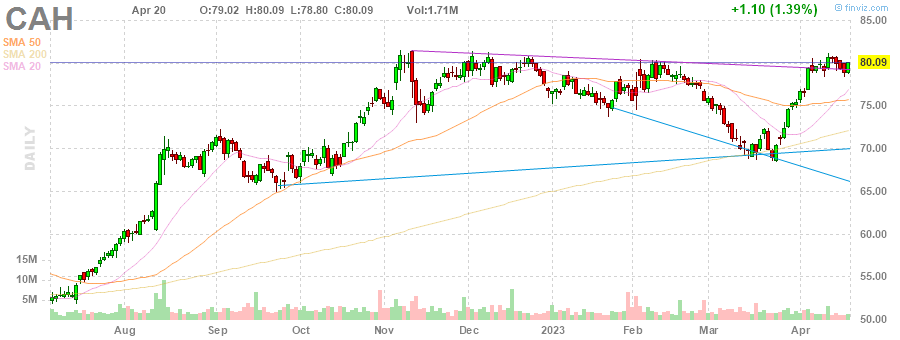 CAH Apr 20 O:79.02 H:80.09 L:78.80 C:80.09 Vol:1.71M +1.10 (1.39%) © finviz.com
SMA 50
SMA 200
SMA 20
DAILY
85.00
80.09
75.00
70.00
65.00
60.00
55.00
50.00
15M
10M
5M
Aug Sep Oct Nov Dec 2023 Feb Mar Apr